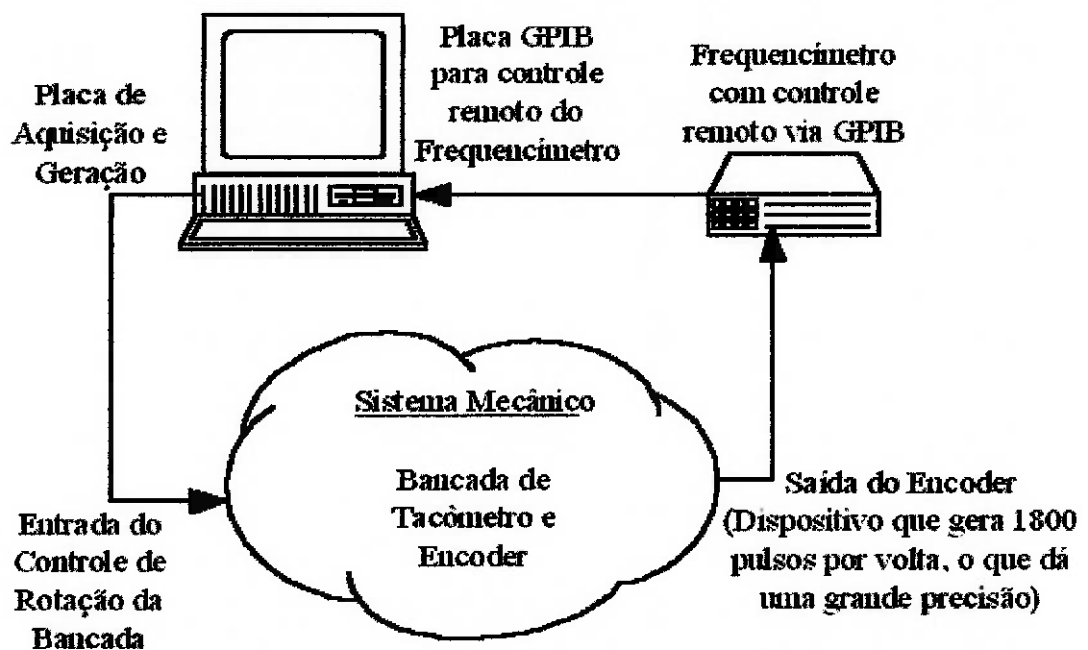 Placa de
Aquisição e
Geração
Placa GPIB
para controle
remoto do
Frequencímetro
Frequencímetro
com controle
remoto via GPIB
Sistema Mecânico
Bancada de
Tacômetro e
Encoder
Entrada do
Controle de
Rotação da
Bancada
Saída do Encoder
(Dispositivo que gera 1800
pulsos por volta, o que dá
uma grande precisão)